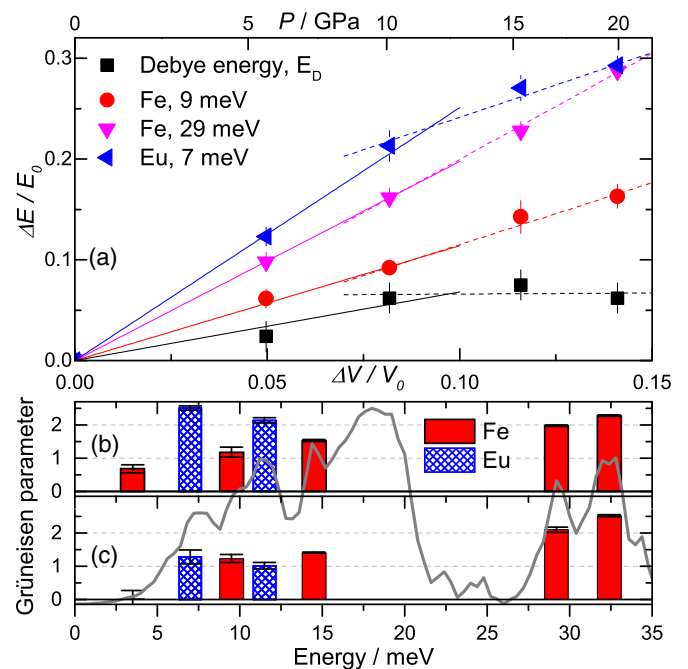 0 5 10 15 20
P / GPa
0.3
0.2
0.1
0.0
ΔE / E₀
Debye energy, E_D
Fe, 9 meV
Fe, 29 meV
Eu, 7 meV
(a)
0.00 0.05 0.10 0.15
ΔV / V₀
Grüneisen parameter
2
1
0
(b)
Fe
Eu
2
1
0
(c)
0 5 10 15 20 25 30 35
Energy / meV